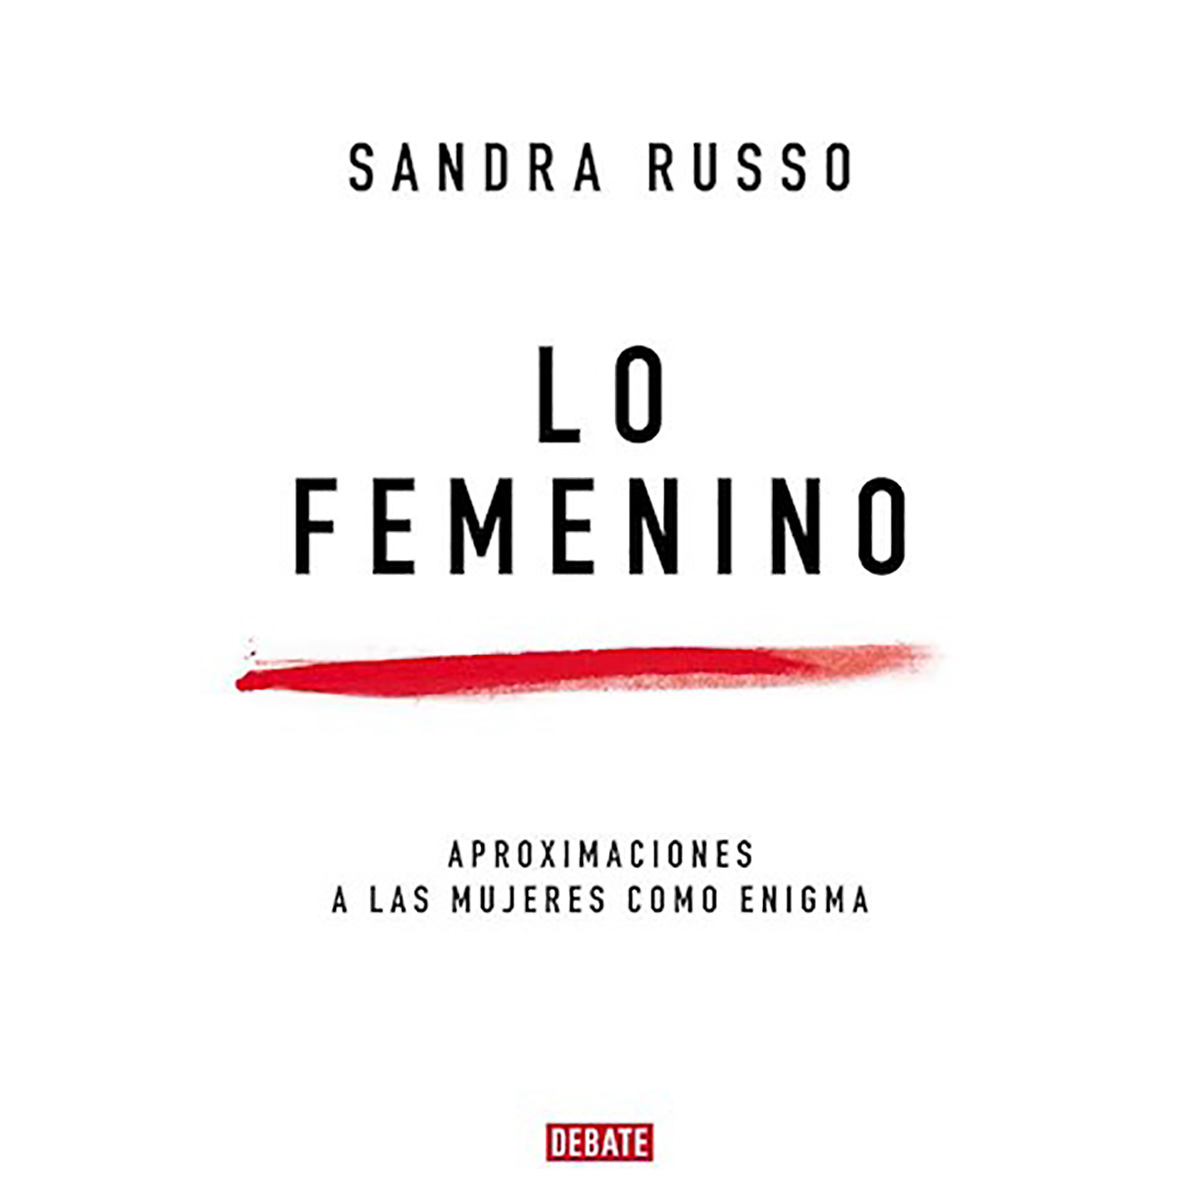 SANDRA RUSSO
LO
FEMENINO
APROXIMACIONES
A LAS MUJERES COMO ENIGMA
DEBATE